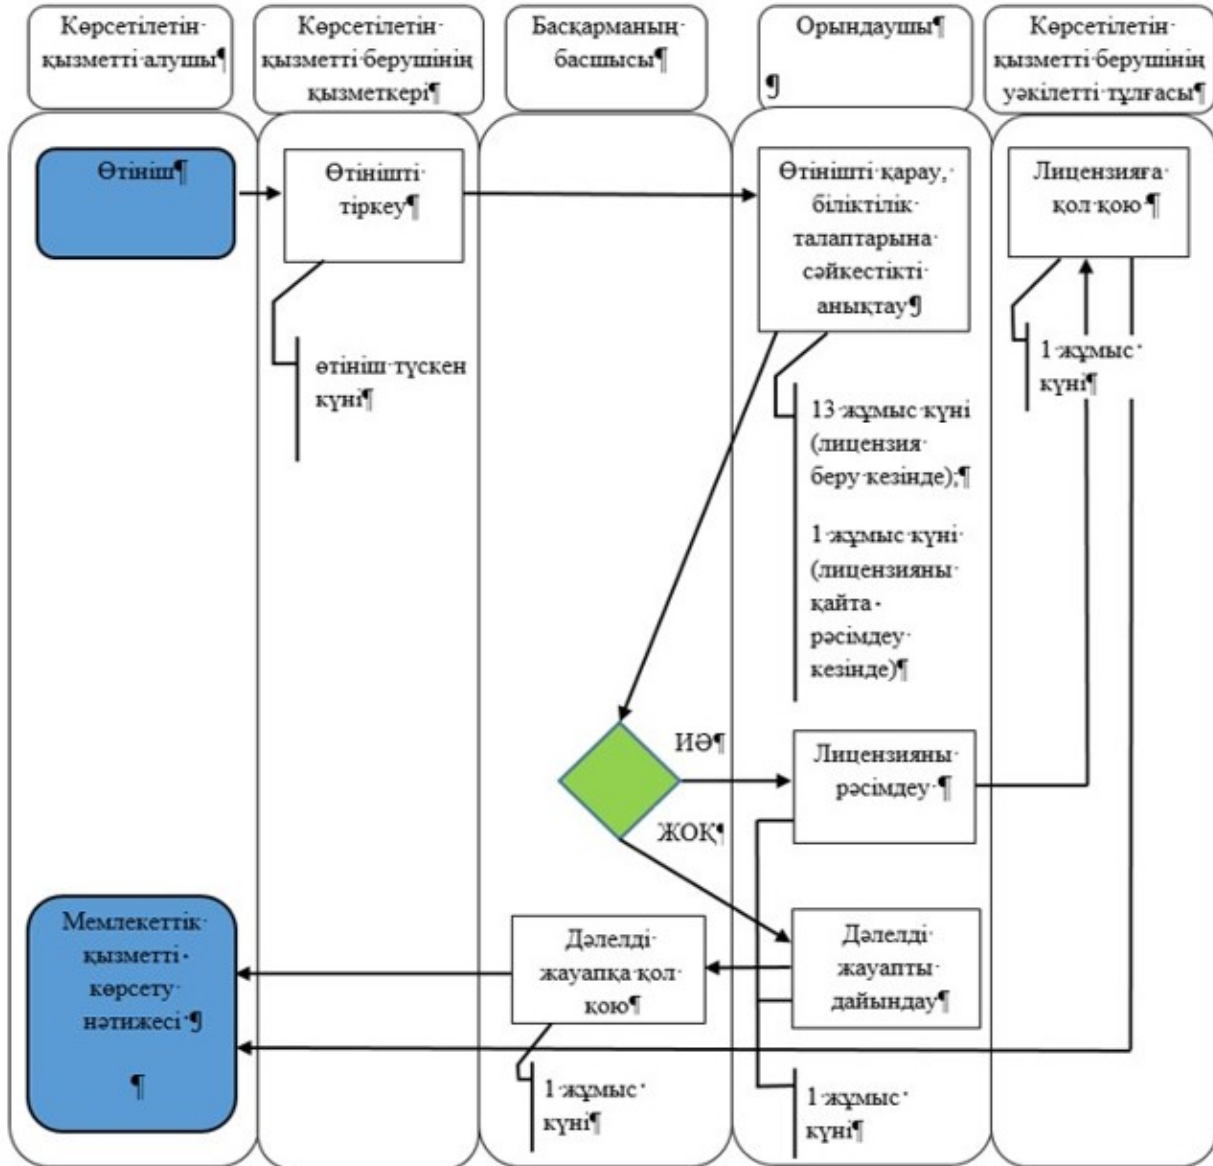 Көрсетілетін·
қызметті·алушы¶
Көрсетілетін·
қызметті·берушінің·
қызметкері¶
Басқарманың·
басшысы¶
Орындаушы¶
¶
Көрсетілетін·
қызметті·берушінің·
уәкілетті·тұлғасы¶
Өтініш¶
Өтінішті·
тіркеу¶
Өтінішті·қарау,·
біліктілік·
талаптарына·
сәйкестікті·
анықтау¶
Лицензияға·
қол·қою·¶
өтініш·түскен·
күні¶
13·жұмыс·күні·
(лицензия·
беру·кезінде);¶
1·жұмыс·күні·
(лицензияны·
қайта·
рәсімдеу·
кезінде)¶
1·жұмыс·
күні¶
ИӘ¶
ЖОҚ¶
Лицензияны·
рәсімдеу·¶
Мемлекеттік·
қызметті·
көрсету·
нәтижесі·¶
¶
Дәлелді·
жауапқа·қол·
қою¶
Дәлелді·
жауапты·
дайындау¶
1·жұмыс·
күні¶
1·жұмыс·
күні¶